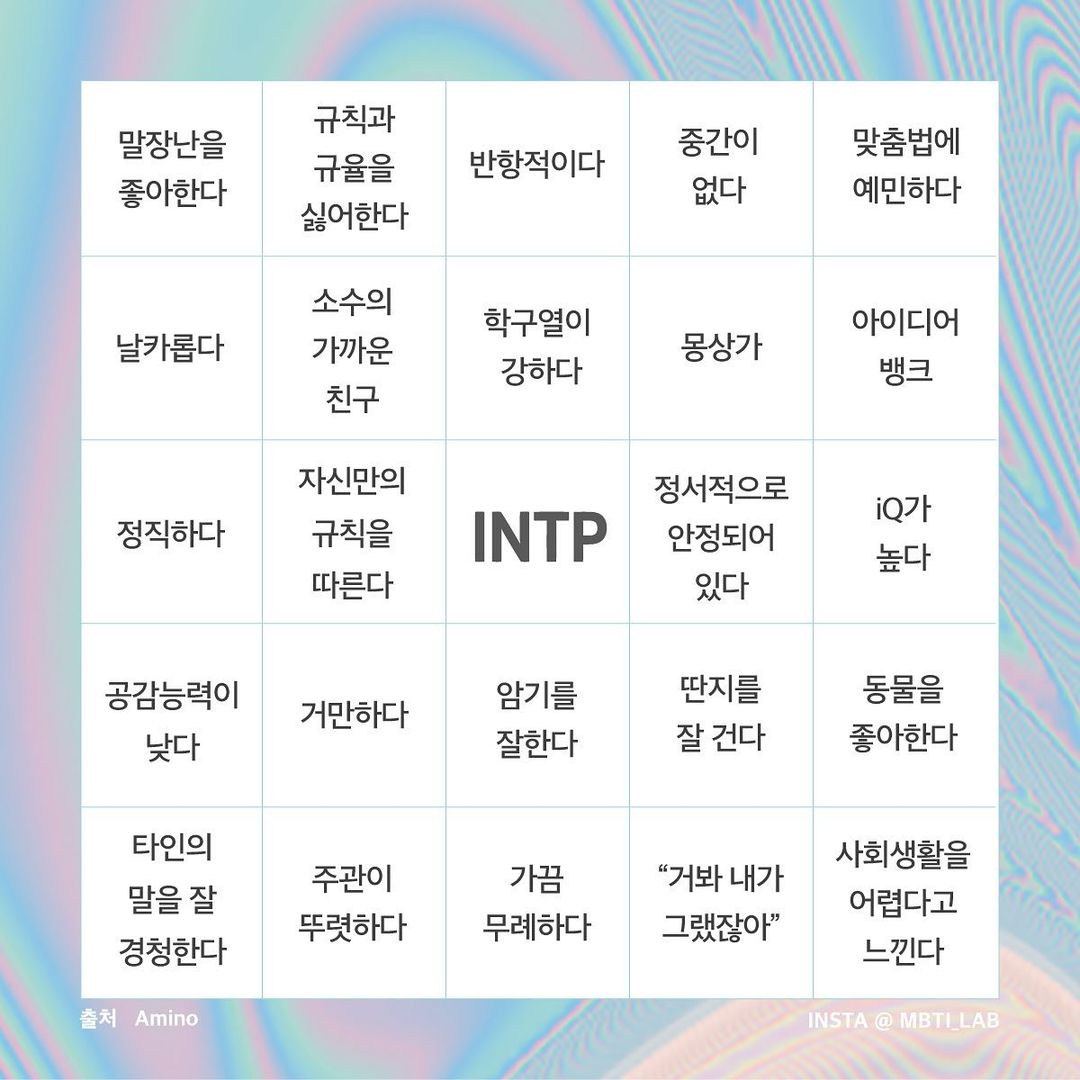 말장난을
좋아한다
규칙과
규율을
싫어한다
반항적이다
중간이
없다
맞춤법에
예민하다
날카롭다
소수의
가까운
친구
학구열이
강하다
몽상가
아이디어
뱅크
정직하다
자신만의
규칙을
따른다
INTP
정서적으로
안정되어
있다
iQ가
높다
공감능력이
낮다
거만하다
암기를
잘한다
딴지를
잘 건다
동물을
좋아한다
타인의
말을 잘
경청한다
주관이
뚜렷하다
가끔
무례하다
“거봐 내가
그랬잖아”
사회생활을
어렵다고
느낀다
출처 Amino
INSTA @ MBTI_LAB